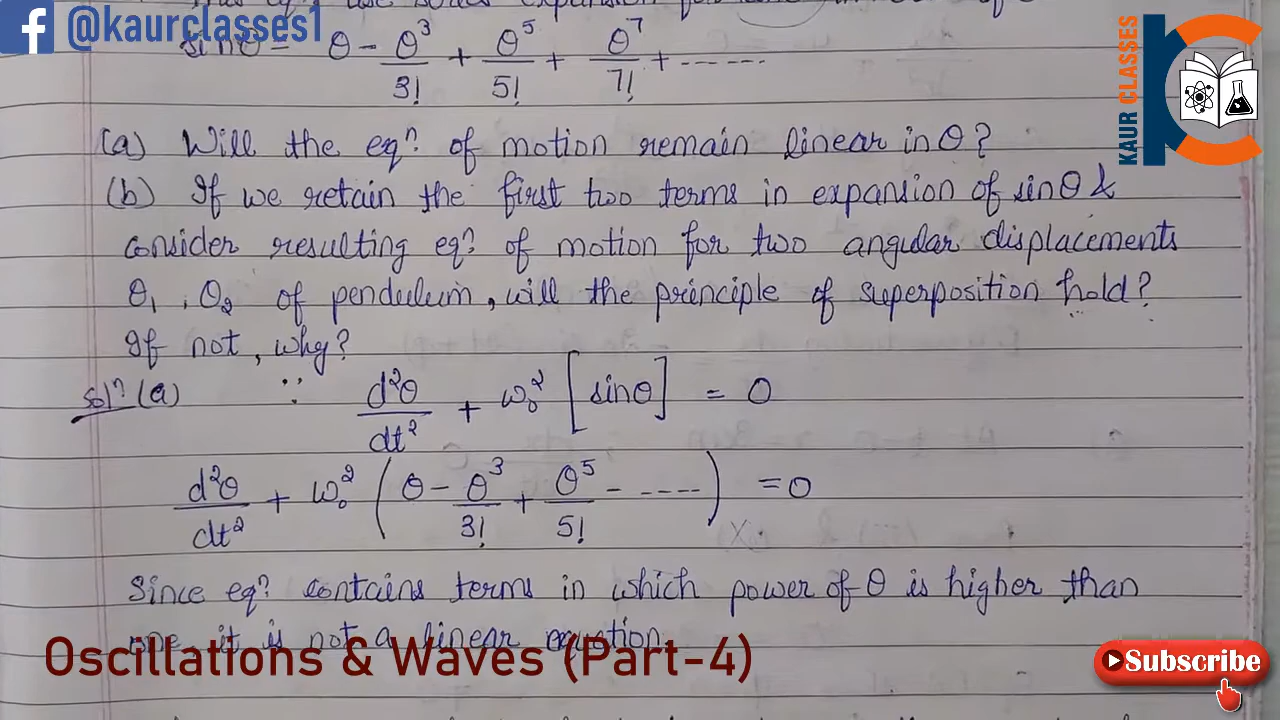 @kaurclasses1
sinθ = θ - θ³/3! + θ⁵/5! + θ⁷/7! + ------
(a) Will the eqⁿ of motion remain linear in θ?
(b) If we retain the first two terms in expansion of sinθ &
consider resulting eqⁿ of motion for two angular displacements
θ₁, θ₂ of pendulum, will the principle of superposition hold?
If not, why?
solⁿ (a) ∵ d²θ/dt² + ω₀² [sinθ] = 0
d²θ/dt² + ω₀² (θ - θ³/3! + θ⁵/5! - -----) = 0
Since eqⁿ contains terms in which power of θ is higher than
one it is not a linear equation
Oscillations & Waves (Part-4)
KAUR CLASSES
Subscribe